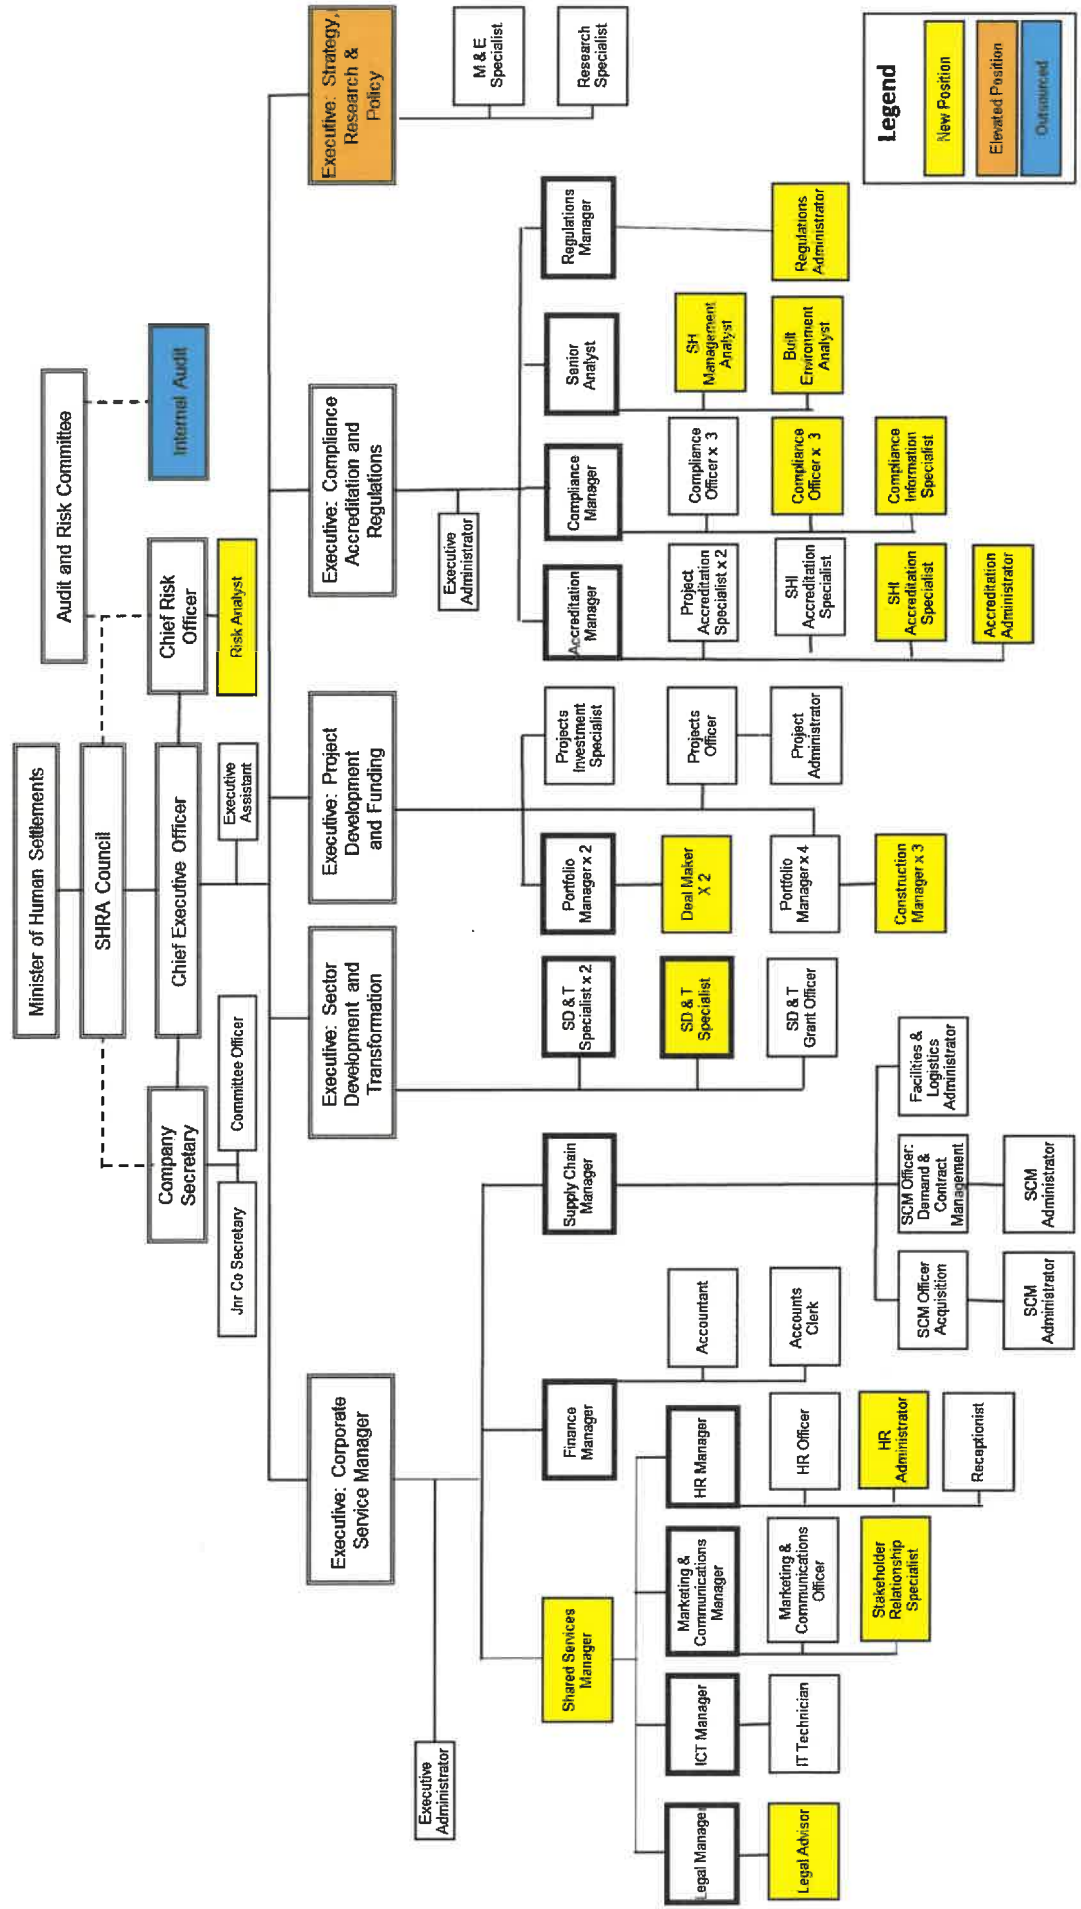 Minister of Human Settlements
SHRA Council
Audit and Risk Committee
Company
Secretary
Chief Executive Officer
Chief Risk
Officer
Internal Audit
Jnr Co Secretary
Committee Officer
Executive
Assistant
Risk Analyst
Executive: Corporate
Service Manager
Executive: Sector
Development and
Transformation
Executive: Project
Development
and Funding
Executive: Compliance
Accreditation and
Regulations
Executive: Strategy,
Research &
Policy
Executive
Administrator
Executive
Administrator
M & E
Specialist
Research
Specialist
Shared Services
Manager
Finance
Manager
Supply Chain
Manager
SD & T
Specialist x 2
Portfolio
Manager x 2
Projects
Investment
Specialist
Accreditation
Manager
Compliance
Manager
Senior
Analyst
Regulations
Manager
Legal Manager
ICT Manager
Marketing &
Communications
Manager
HR Manager
Accountant
SD & T
Specialist
Deal Maker
X 2
Projects
Officer
Project
Accreditation
Specialist x 2
Compliance
Officer x 3
SH
Management
Analyst
Legal Advisor
IT Technician
Marketing &
Communications
Officer
HR Officer
Accounts
Clerk
SD & T
Grant Officer
Portfolio
Manager x 4
Project
Administrator
SHI
Accreditation
Specialist
Compliance
Officer x 3
Built
Environment
Analyst
Regulations
Administrator
Stakeholder
Relationship
Specialist
HR
Administrator
SCM Officer
Acquisition
SCM Officer:
Demand &
Contract
Management
Facilities &
Logistics
Administrator
Construction
Manager x 3
SHI
Accreditation
Specialist
Compliance
Information
Specialist
Receptionist
SCM
Administrator
SCM
Administrator
Accreditation
Administrator
Legend
New Position
Elevated Position
Outsourced